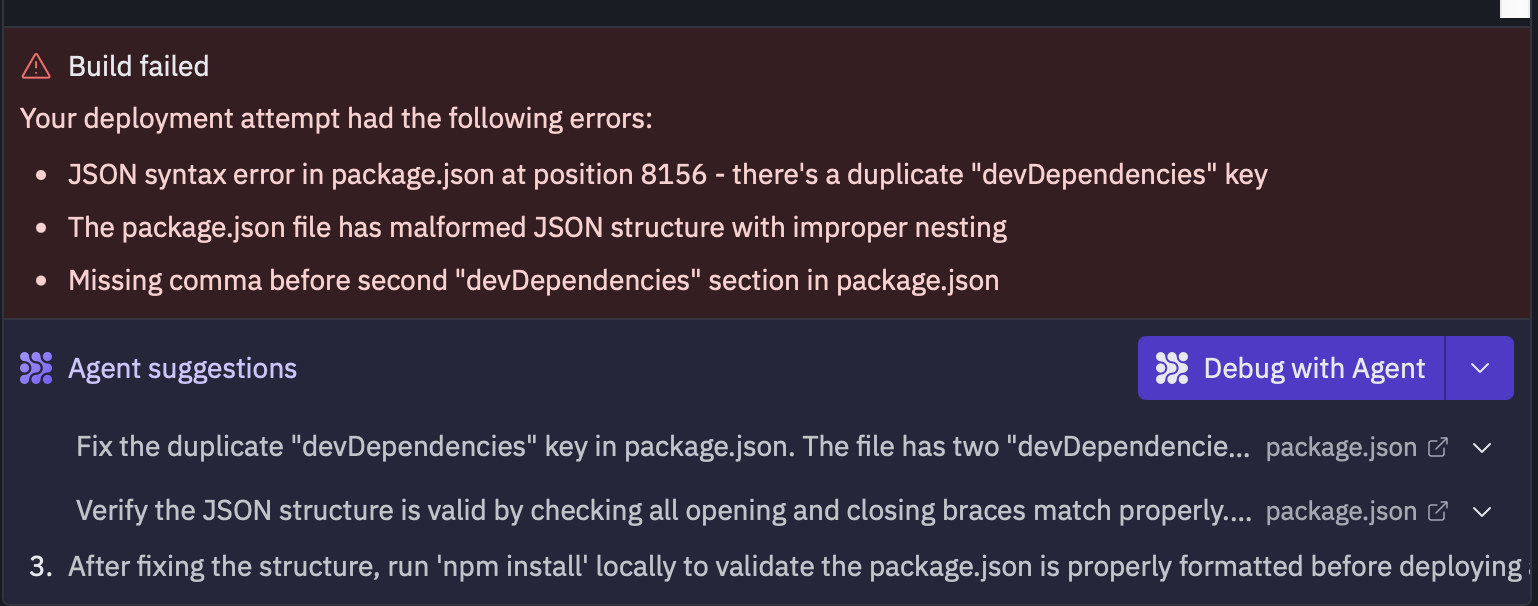 Build failed
Your deployment attempt had the following errors:
• JSON syntax error in package.json at position 8156 - there's a duplicate "devDependencies" key
• The package.json file has malformed JSON structure with improper nesting
• Missing comma before second "devDependencies" section in package.json
Agent suggestions Debug with Agent
Fix the duplicate "devDependencies" key in package.json. The file has two "devDependencie... package.json
Verify the JSON structure is valid by checking all opening and closing braces match properly.... package.json
3. After fixing the structure, run 'npm install' locally to validate the package.json is properly formatted before deploying